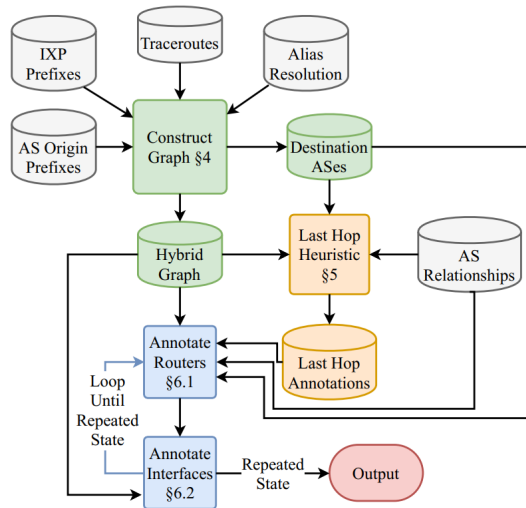 IXP
Prefixes
Traceroutes
Alias
Resolution
AS Origin
Prefixes
Construct
Graph §4
Destination
ASes
Hybrid
Graph
Last Hop
Heuristic
§5
AS
Relationships
Annotate
Routers
§6.1
Last Hop
Annotations
Loop
Until
Repeated
State
Annotate
Interfaces
§6.2
Repeated
State
Output